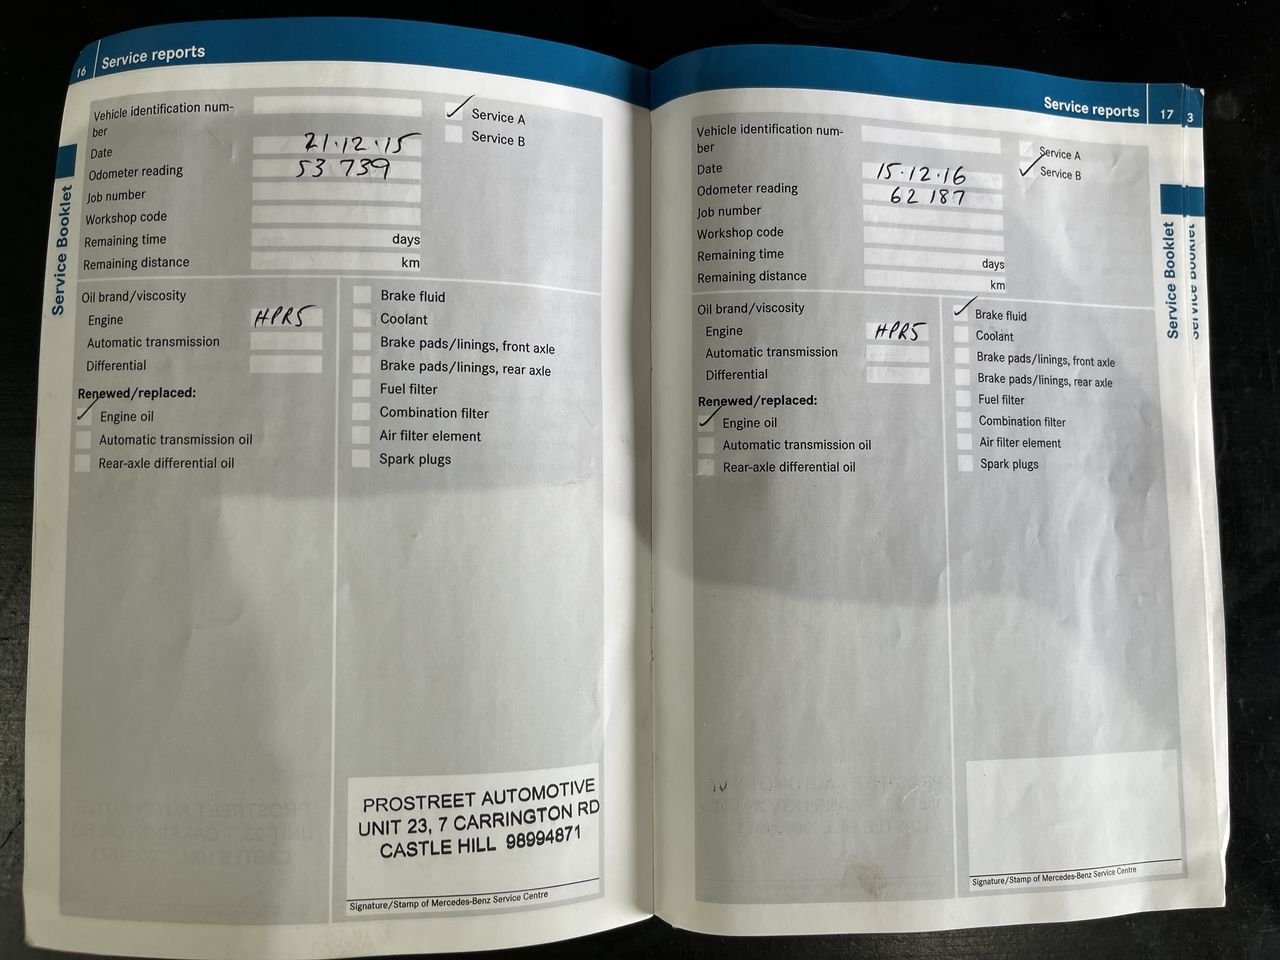 16 Service reports
Vehicle identification num-
ber
Date 21.12.15
Odometer reading 53 739
Job number
Workshop code
Remaining time days
Remaining distance km
Service A
Service B
Oil brand/viscosity
Engine HPR5
Automatic transmission
Differential
Renewed/replaced:
Engine oil
Automatic transmission oil
Rear-axle differential oil
Brake fluid
Coolant
Brake pads/linings, front axle
Brake pads/linings, rear axle
Fuel filter
Combination filter
Air filter element
Spark plugs
PROSTREET AUTOMOTIVE
UNIT 23, 7 CARRINGTON RD
CASTLE HILL 98994871
Signature/Stamp of Mercedes-Benz Service Centre
Service Booklet
Service reports 17
3
Vehicle identification num-
ber
Date 15.12.16
Odometer reading 62 187
Job number
Workshop code
Remaining time days
Remaining distance km
Service A
Service B
Oil brand/viscosity
Engine HPR5
Automatic transmission
Differential
Renewed/replaced:
Engine oil
Automatic transmission oil
Rear-axle differential oil
Brake fluid
Coolant
Brake pads/linings, front axle
Brake pads/linings, rear axle
Fuel filter
Combination filter
Air filter element
Spark plugs
Signature/Stamp of Mercedes-Benz Service Centre
Service Booklet
Service Booklet